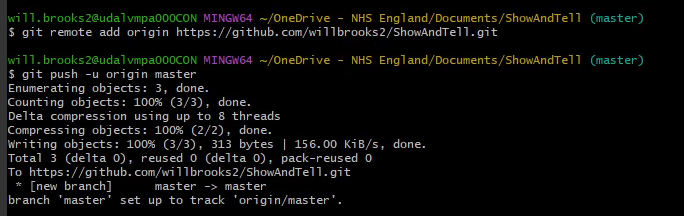 will.brooks2@udalvmpa000CON MINGW64 ~/OneDrive - NHS England/Documents/ShowAndTell (master)
$ git remote add origin https://github.com/willbrooks2/ShowAndTell.git
will.brooks2@udalvmpa000CON MINGW64 ~/OneDrive - NHS England/Documents/ShowAndTell (master)
$ git push -u origin master
Enumerating objects: 3, done.
Counting objects: 100% (3/3), done.
Delta compression using up to 8 threads
Compressing objects: 100% (2/2), done.
Writing objects: 100% (3/3), 313 bytes | 156.00 KiB/s, done.
Total 3 (delta 0), reused 0 (delta 0), pack-reused 0
To https://github.com/willbrooks2/ShowAndTell.git
 * [new branch]      master -> master
branch 'master' set up to track 'origin/master'.